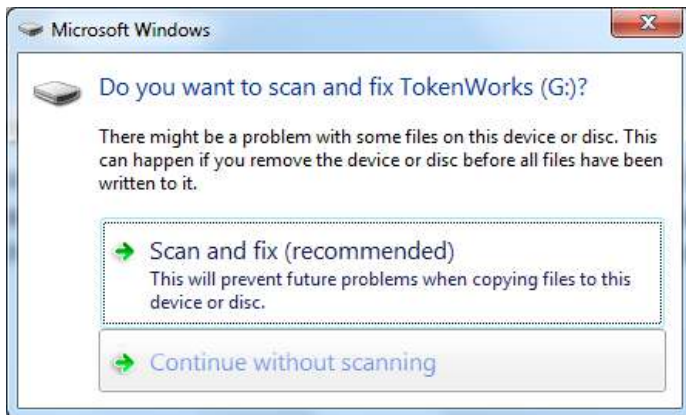 Microsoft Windows
Do you want to scan and fix TokenWorks (G:)?
There might be a problem with some files on this device or disc. This
can happen if you remove the device or disc before all files have been
written to it.
Scan and fix (recommended)
This will prevent future problems when copying files to this
device or disc.
Continue without scanning